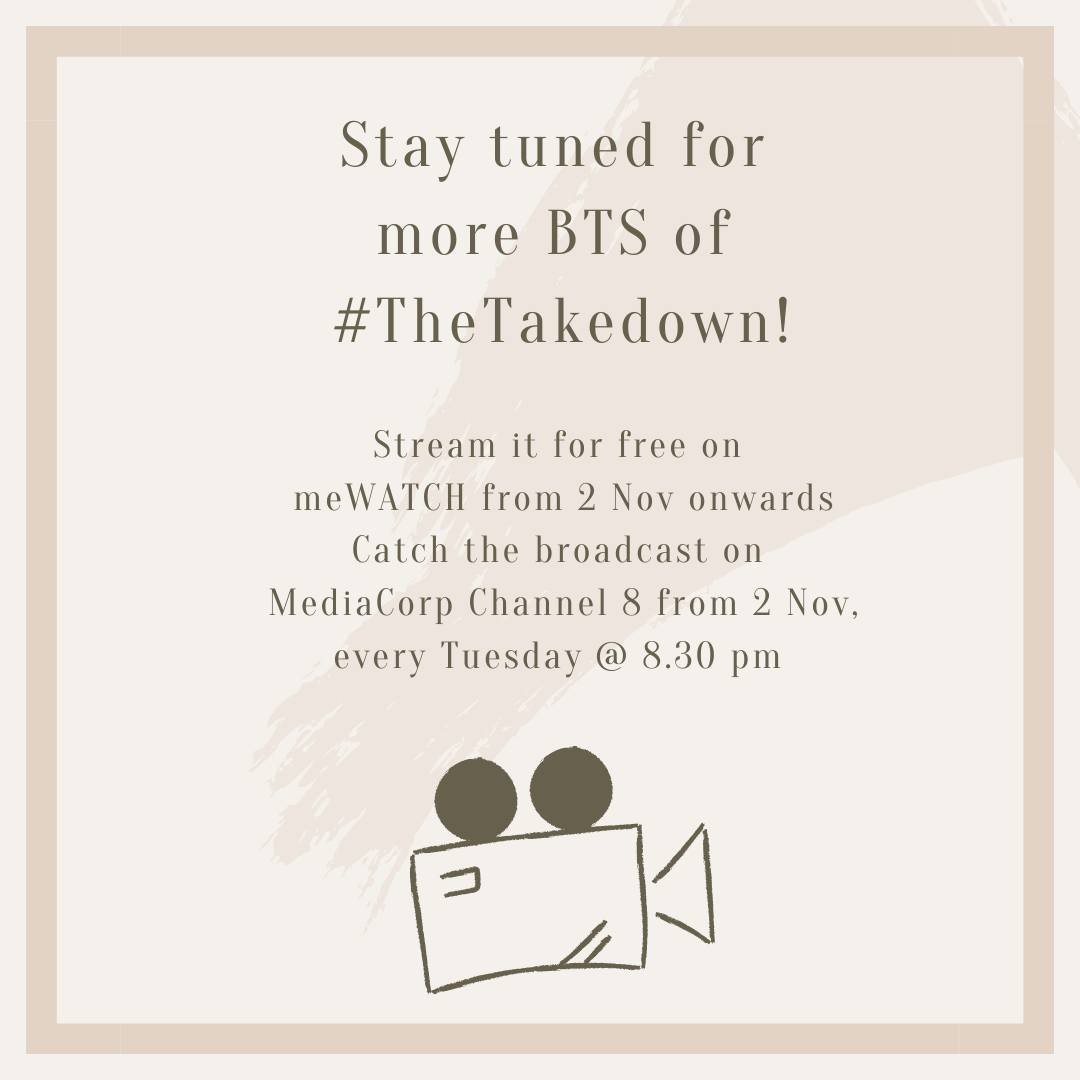 Stay tuned for
more BTS of
#TheTakedown!
Stream it for free on
meWATCH from 2 Nov onwards
Catch the broadcast on
MediaCorp Channel 8 from 2 Nov,
every Tuesday @ 8.30 pm